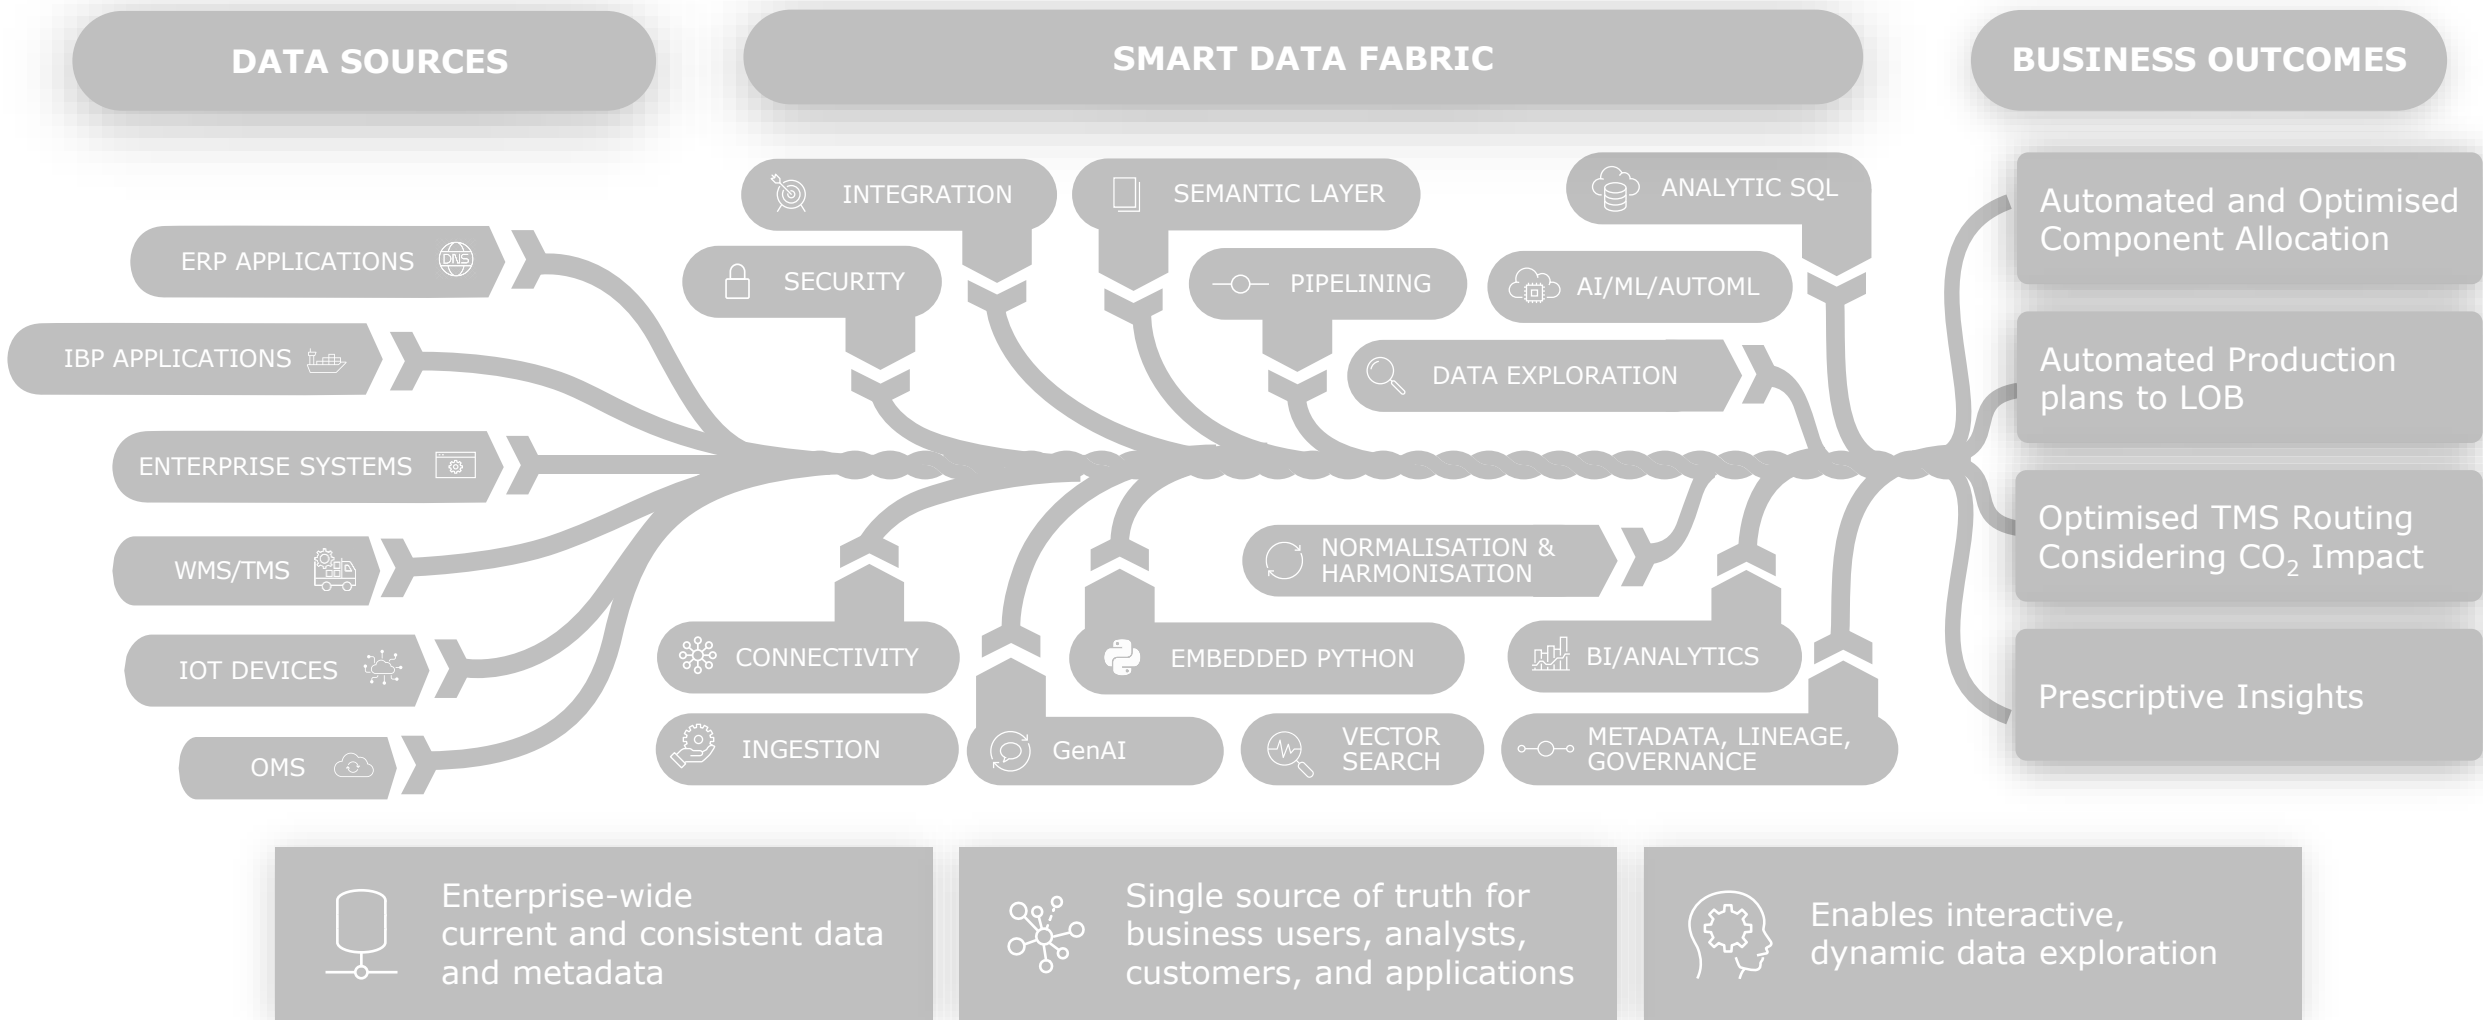 DATA SOURCES
SMART DATA FABRIC
BUSINESS OUTCOMES
ERP APPLICATIONS
DNS
IBP APPLICATIONS
ENTERPRISE SYSTEMS
WMS/TMS
IOT DEVICES
OMS
INTEGRATION
SEMANTIC LAYER
ANALYTIC SQL
SECURITY
PIPELINING
AI/ML/AUTOML
DATA EXPLORATION
NORMALISATION &
HARMONISATION
CONNECTIVITY
EMBEDDED PYTHON
BI/ANALYTICS
INGESTION
GenAI
VECTOR
SEARCH
METADATA, LINEAGE,
GOVERNANCE
Automated and Optimised
Component Allocation
Automated Production
plans to LOB
Optimised TMS Routing
Considering CO₂ Impact
Prescriptive Insights
Enterprise-wide
current and consistent data
and metadata
Single source of truth for
business users, analysts,
customers, and applications
Enables interactive,
dynamic data exploration